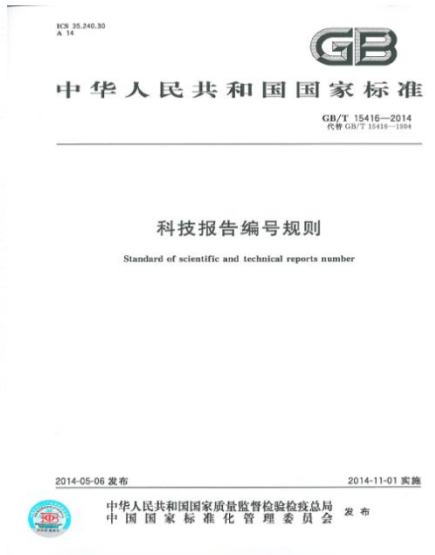 ICS 35.240.30
A 14
GB
中华人民共和国国家标准
GB/T 15416—2014
代替 GB/T 15416—1994
科技报告编号规则
Standard of scientific and technical reports number
2014-05-06 发布
2014-11-01 实施
中华人民共和国国家质量监督检验检疫总局
中国国家标准化管理委员会
发布